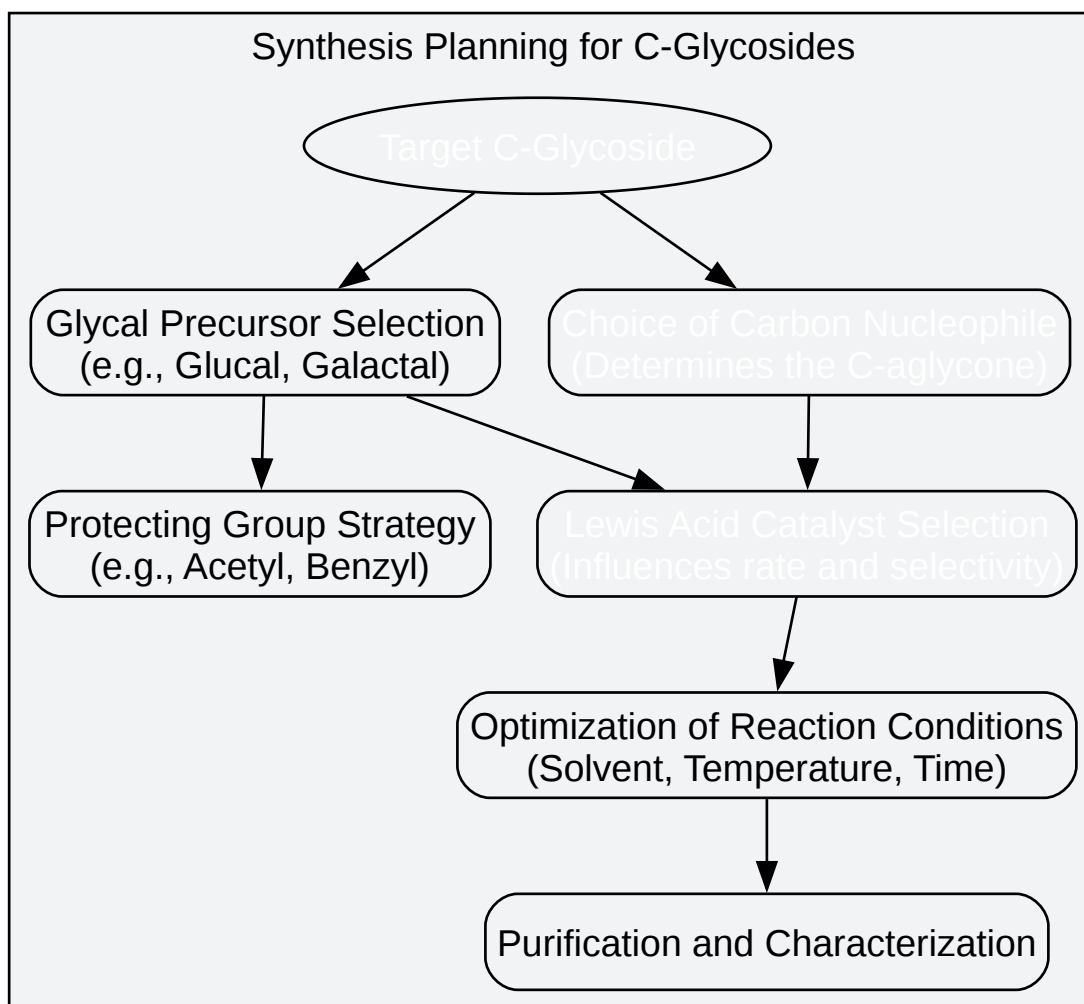 Synthesis Planning for C-Glycosides
Target C-Glycoside
Glycal Precursor Selection
(e.g., Glucal, Galactal)
Choice of Carbon Nucleophile
(Determines the C-aglycone)
Protecting Group Strategy
(e.g., Acetyl, Benzyl)
Lewis Acid Catalyst Selection
(Influences rate and selectivity)
Optimization of Reaction Conditions
(Solvent, Temperature, Time)
Purification and Characterization